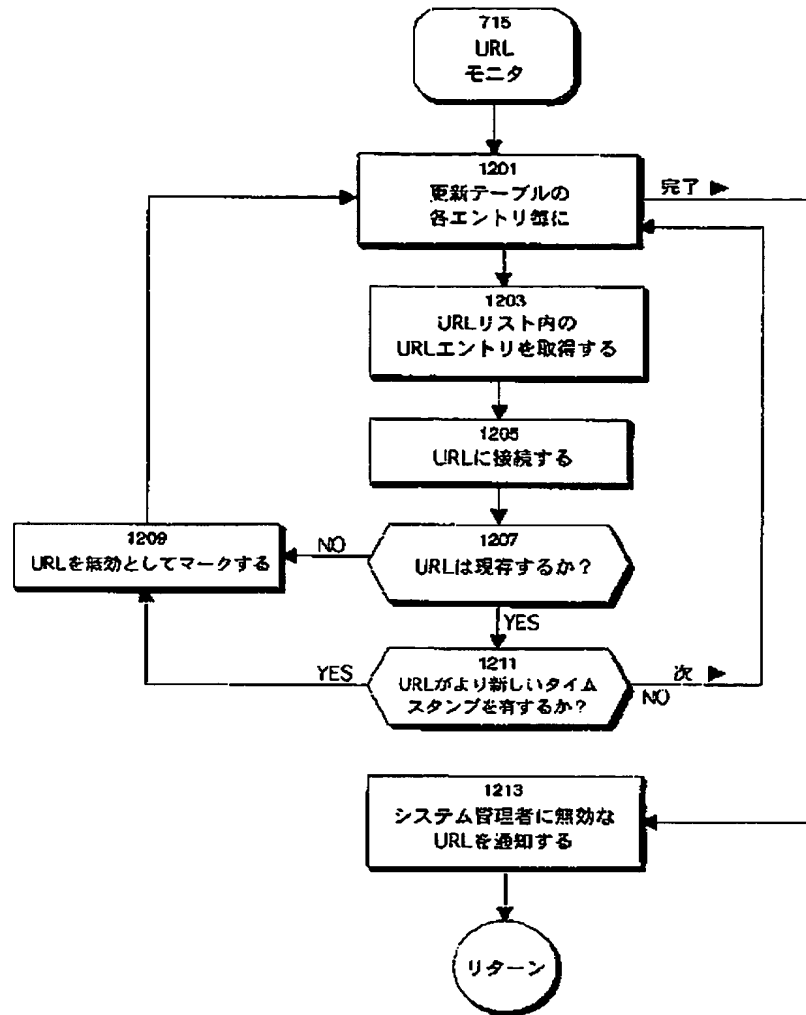 715
URL
モニタ
1201
更新テーブルの
各エントリ毎に
完了 ▶
1203
URLリスト内の
URLエントリを取得する
1205
URLに接続する
1207
URLは現存するか?
NO
1209
URLを無効としてマークする
YES
1211
URLがより新しいタイム
スタンプを有するか?
YES
次 ▶
NO
1213
システム管理者に無効な
URLを通知する
リターン